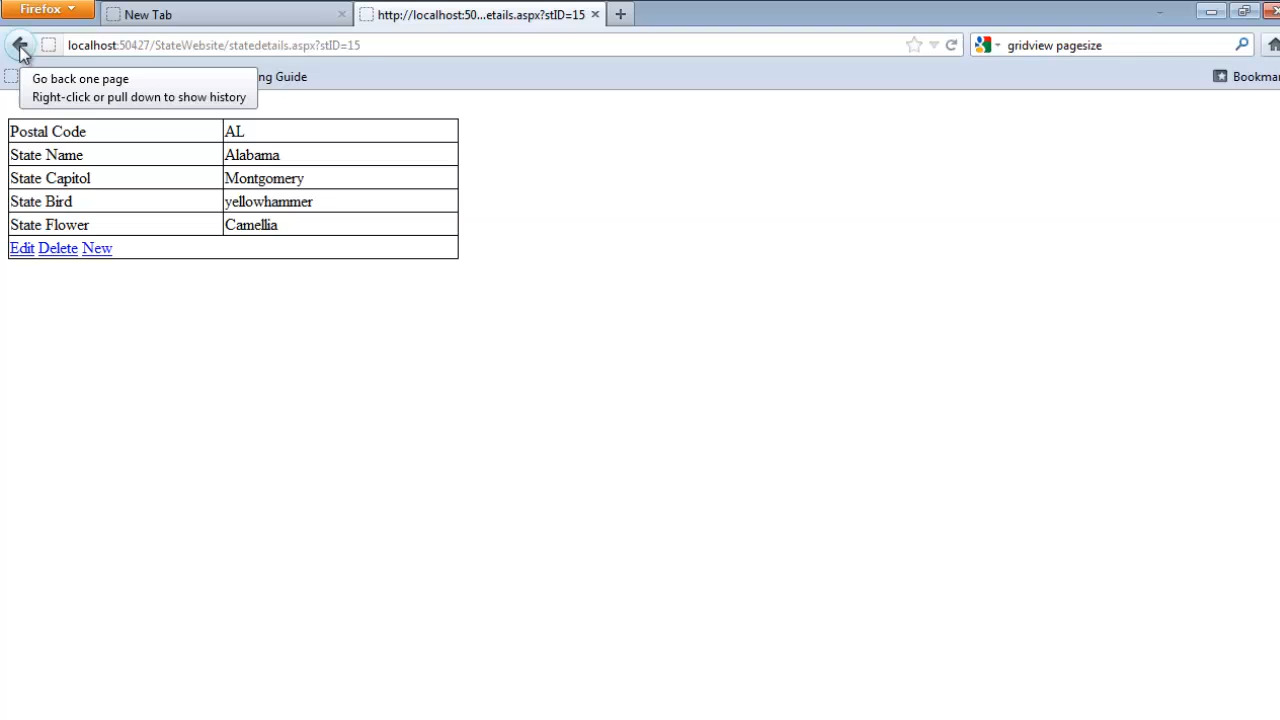 Firefox
New Tab
http://localhost:50...etails.aspx?stID=15
localhost:50427/StateWebsite/statedetails.aspx?stID=15
gridview pagesize
Go back one page
Right-click or pull down to show history
ng Guide
Bookmar
Postal Code AL
State Name Alabama
State Capitol Montgomery
State Bird yellowhammer
State Flower Camellia
Edit Delete New